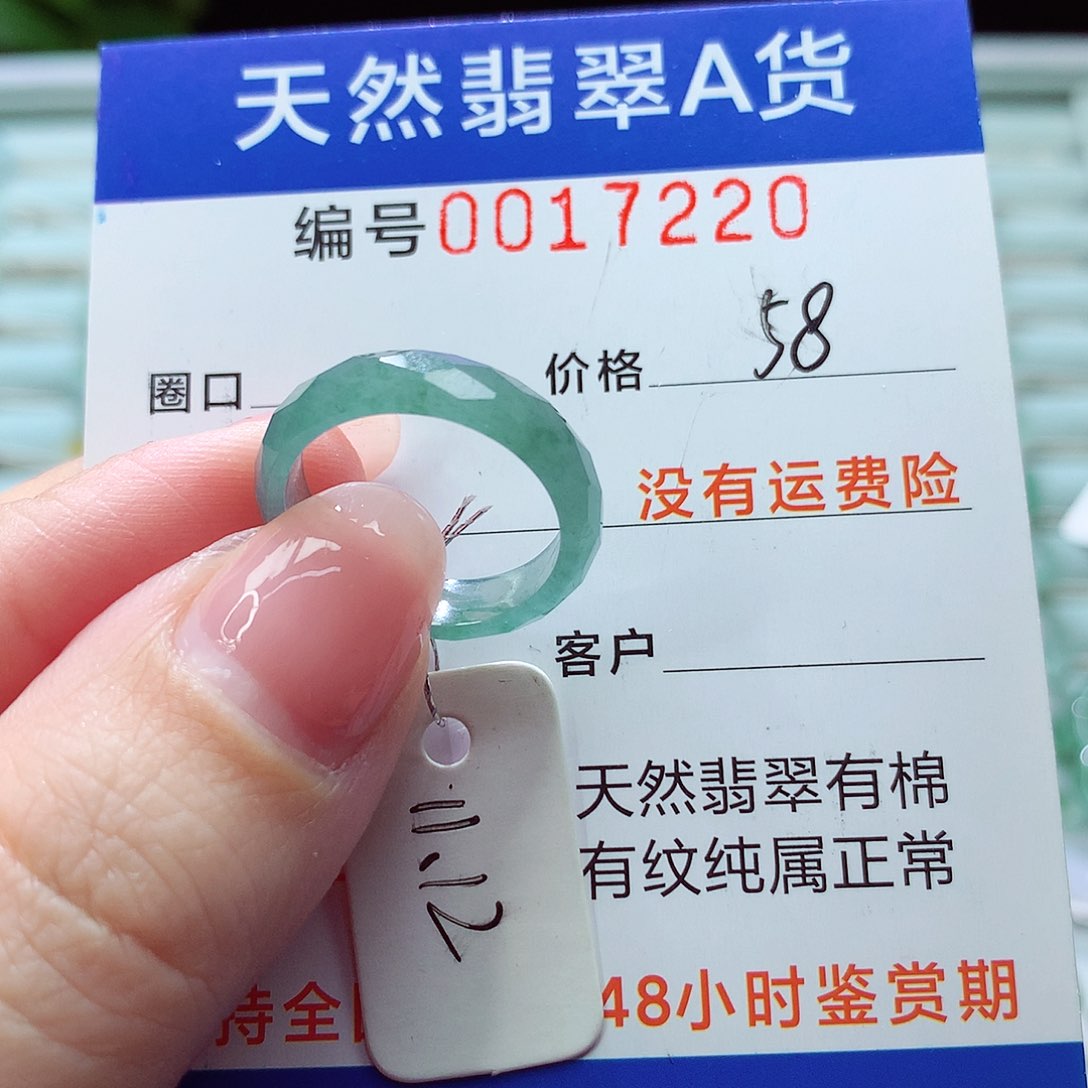 天然翡翠A货
编号0017220
圈口
价格 58
没有运费险
客户
天然翡翠有棉
有纹纯属正常
持全
48小时鉴赏期